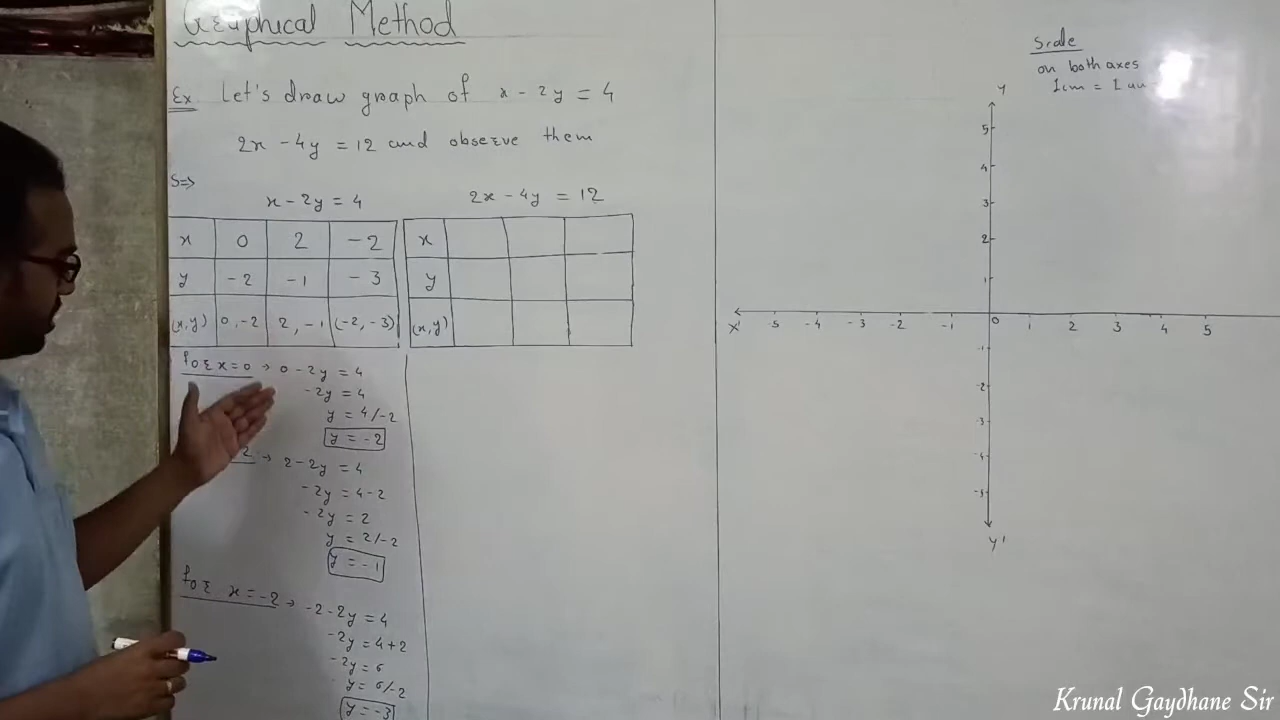 Graphical Method
Ex Let's draw graph of x - 2y = 4
2x - 4y = 12 and observe them
S=>
x - 2y = 4
x 0 2 -2
y -2 -1 -3
(x,y) 0,-2 2,-1 (-2,-3)
for x=0 → 0 - 2y = 4
-2y = 4
y = 4/-2
y = -2
2 → 2 - 2y = 4
-2y = 4-2
-2y = 2
y = 2/-2
y = -1
for x = -2 → -2 - 2y = 4
-2y = 4+2
-2y = 6
y = 6/-2
y = -3
2x - 4y = 12
x
y
(x,y)
Scale
on both axes
1cm = 1
Y
5
4
3
2
1
X' -5 -4 -3 -2 -1 0 1 2 3 4 5
-1
-2
-3
-4
-5
Y'
Krunal Gaydhane Sir